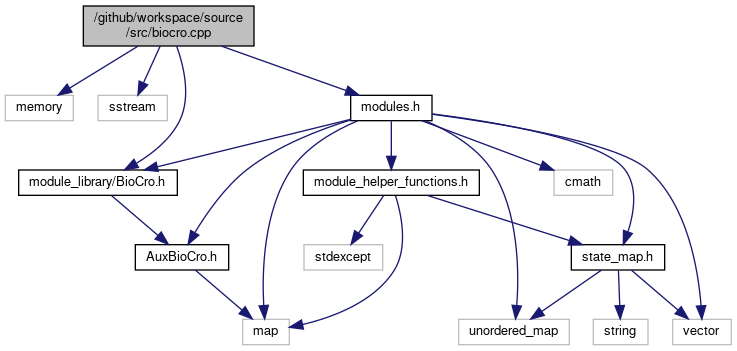 /github/workspace/source
/src/biocro.cpp
memory
sstream
modules.h
module_library/BioCro.h
module_helper_functions.h
cmath
AuxBioCro.h
stdexcept
state_map.h
map
unordered_map
string
vector